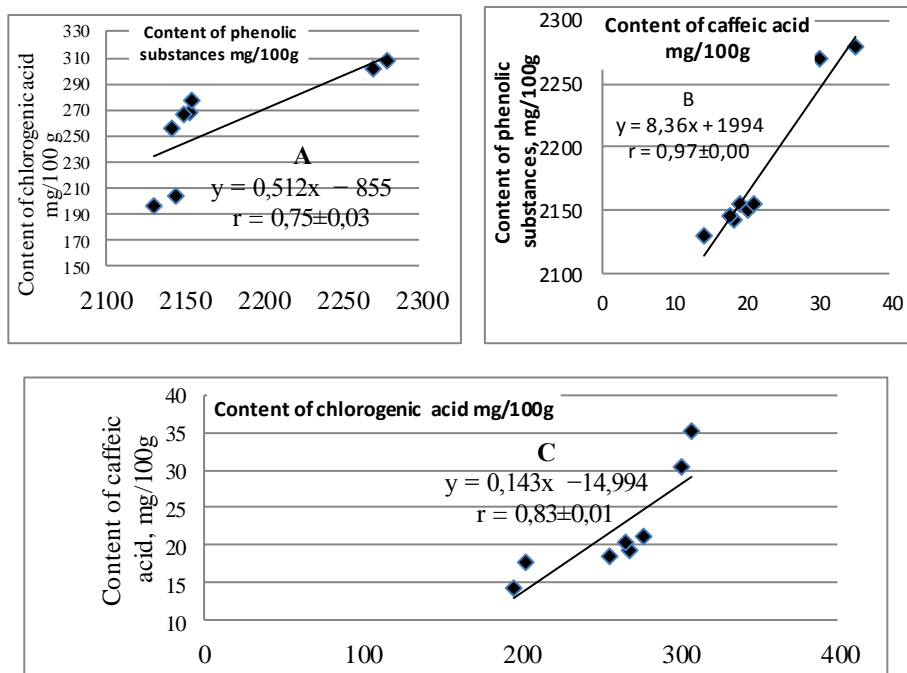 Content of phenolic
substances mg/100g
Content of chlorogenic acid
mg/100 g
330
310
290
270
250
230
210
190
170
150
2100
2150
2200
2250
2300
A
y = 0,512x − 855
r = 0,75±0,03
Content of caffeic acid
mg/100g
Content of phenolic
substances, mg/100g
2300
2250
2200
2150
2100
0
10
20
30
40
B
y = 8,36x + 1994
r = 0,97±0,00
Content of chlorogenic acid mg/100g
Content of caffeic
acid, mg/100g
40
35
30
25
20
15
10
0
100
200
300
400
C
y = 0,143x −14,994
r = 0,83±0,01